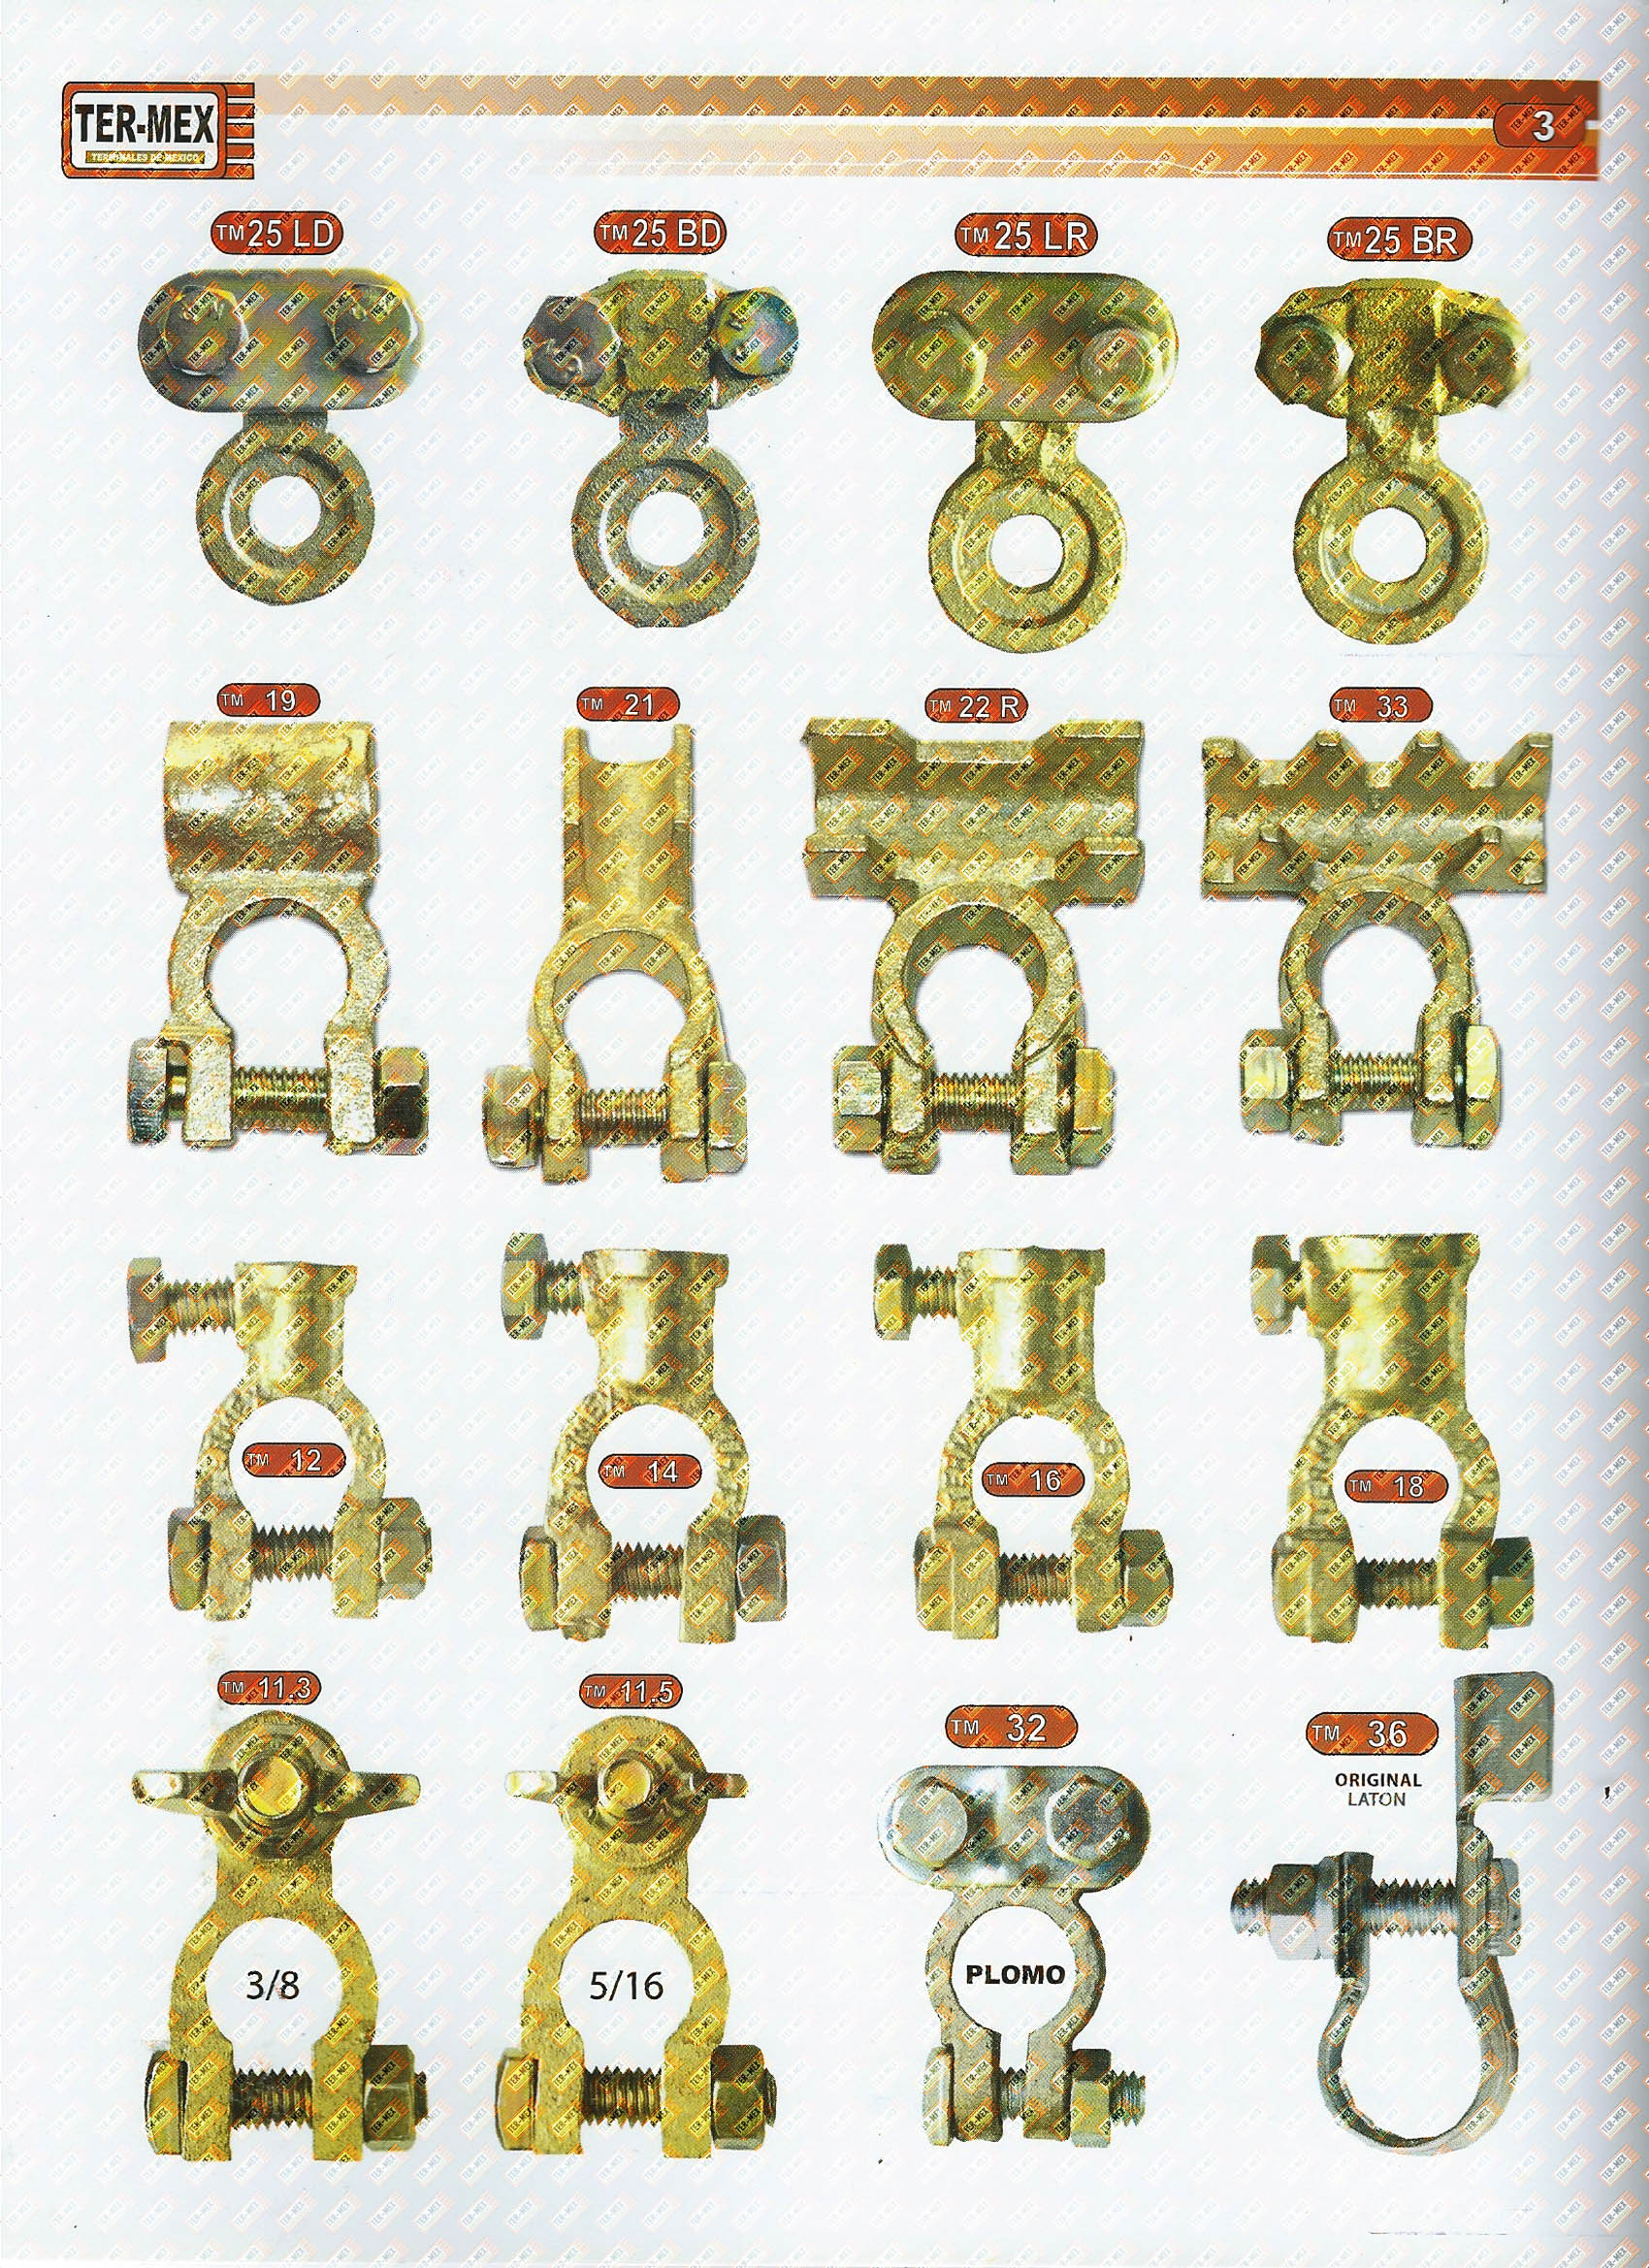 TER-MEX
TERMINALES DE MEXICO
3
TM 25 LD
TM 25 BD
TM 25 LR
TM 25 BR
TM 19
TM 21
TM 22 R
TM 33
TM 12
TM 14
TM 16
TM 18
TM 11.3
TM 11.5
TM 32
TM 36
ORIGINAL
LATON
3/8
5/16
PLOMO